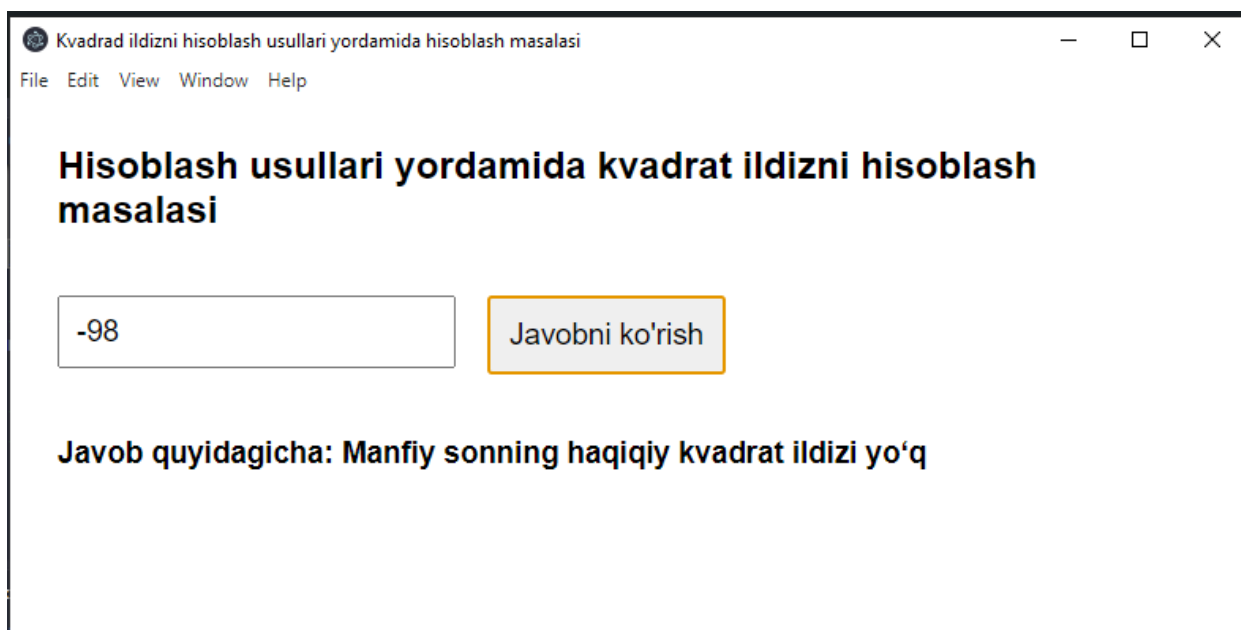 Kvadrad ildizni hisoblash usullari yordamida hisoblash masalasi
File Edit View Window Help
Hisoblash usullari yordamida kvadrat ildizni hisoblash
masalasi
-98 Javobni ko'rish
Javob quyidagicha: Manfiy sonning haqiqiy kvadrat ildizi yo‘q